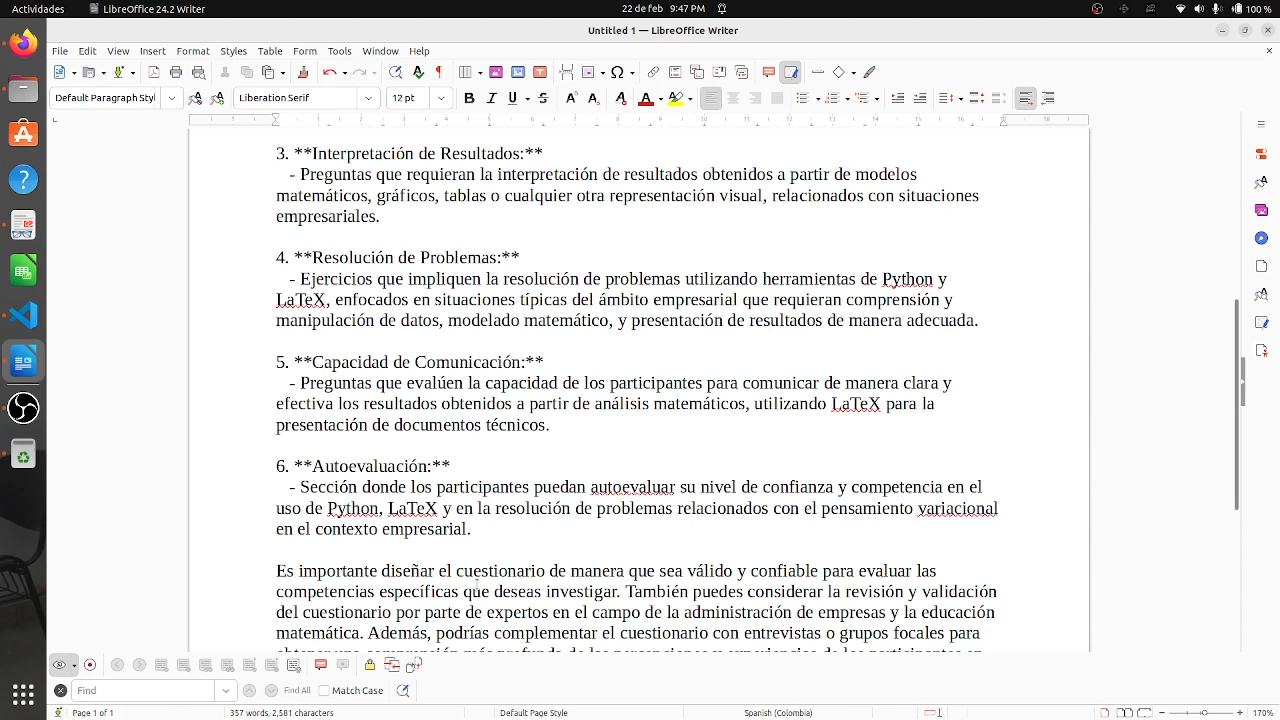 Actividades
LibreOffice 24.2 Writer
22 de feb 9:47 PM
100 %
Untitled 1 — LibreOffice Writer
File Edit View Insert Format Styles Table Form Tools Window Help
Default Paragraph Styl
Liberation Serif
12 pt
3. **Interpretación de Resultados:**
- Preguntas que requieran la interpretación de resultados obtenidos a partir de modelos
matemáticos, gráficos, tablas o cualquier otra representación visual, relacionados con situaciones
empresariales.
4. **Resolución de Problemas:**
- Ejercicios que impliquen la resolución de problemas utilizando herramientas de Python y
LaTeX, enfocados en situaciones típicas del ámbito empresarial que requieran comprensión y
manipulación de datos, modelado matemático, y presentación de resultados de manera adecuada.
5. **Capacidad de Comunicación:**
- Preguntas que evalúen la capacidad de los participantes para comunicar de manera clara y
efectiva los resultados obtenidos a partir de análisis matemáticos, utilizando LaTeX para la
presentación de documentos técnicos.
6. **Autoevaluación:**
- Sección donde los participantes puedan autoevaluar su nivel de confianza y competencia en el
uso de Python, LaTeX y en la resolución de problemas relacionados con el pensamiento variacional
en el contexto empresarial.
Es importante diseñar el cuestionario de manera que sea válido y confiable para evaluar las
competencias específicas que deseas investigar. También puedes considerar la revisión y validación
del cuestionario por parte de expertos en el campo de la administración de empresas y la educación
matemática. Además, podrías complementar el cuestionario con entrevistas o grupos focales para
Find
Find All
Match Case
Page 1 of 1
357 words, 2,581 characters
Default Page Style
Spanish (Colombia)
170%